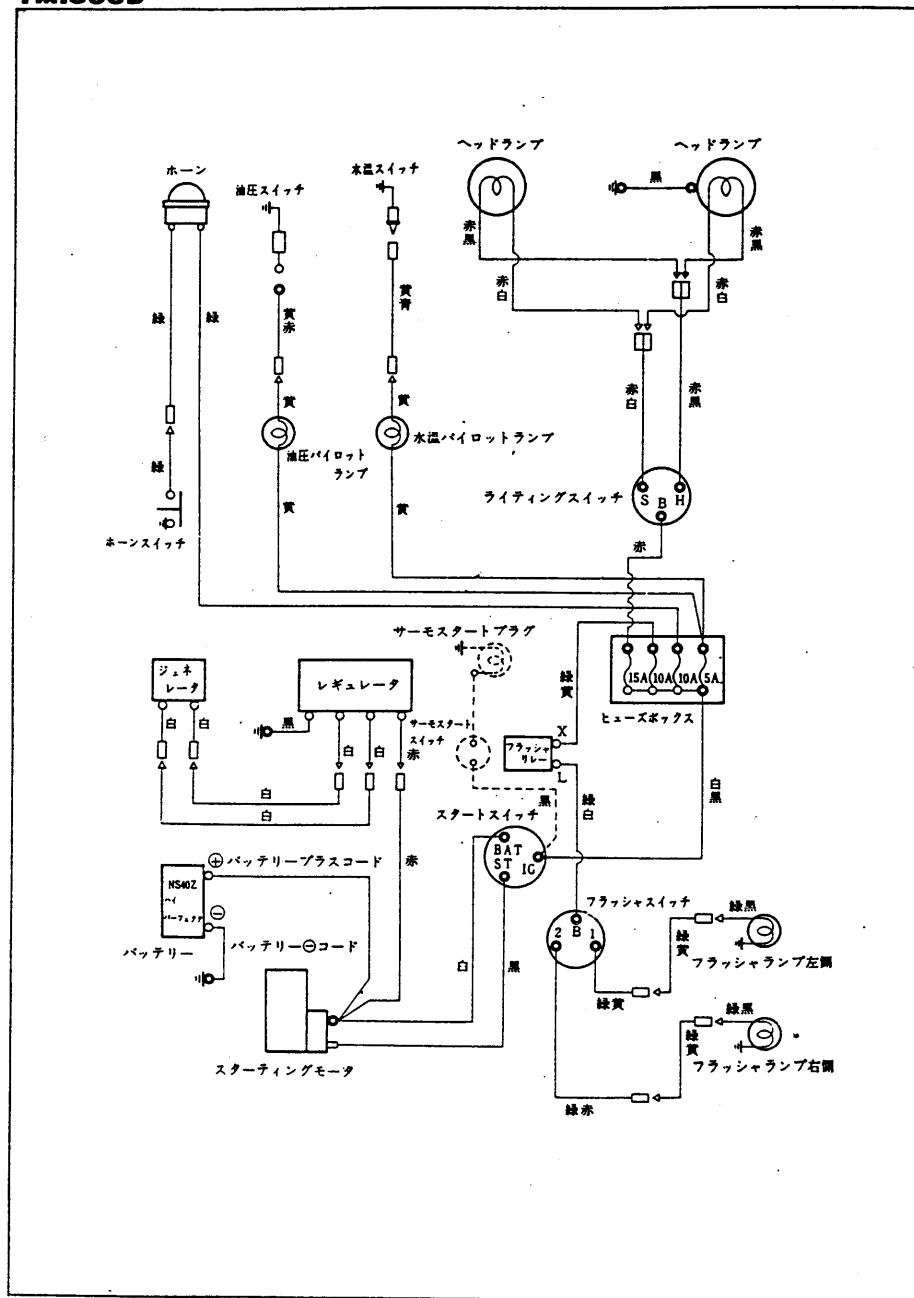 ヘッドランプ
ヘッドランプ
ホーン
油圧スイッチ
水温スイッチ
黒
赤黒
赤白
赤白
赤黒
緑
緑
黄赤
黄青
赤白
赤黒
緑
黄
黄
油圧パイロット
ランプ
水温パイロットランプ
黄
黄
ライティングスイッチ
S B H
ホーンスイッチ
赤
サーモスタートプラグ
緑黄
15A 10A 10A 5A
ヒューズボックス
ジェネ
レータ
レギュレータ
白 白
黒
白 白
赤
サーモスタート
スイッチ
フラッシャ
リレー
X
L
白
白
黒
緑白
白黒
スタートスイッチ
BAT
ST IG
赤
⊕バッテリープラスコード
NS40Z
ハイ
パーフェクテ
⊖
バッテリー
バッテリー⊖コード
白
黒
フラッシャスイッチ
2 B 1
緑黒
緑黄
緑黄
フラッシャランプ左側
緑黒
緑黄
フラッシャランプ右側
緑赤
スターティングモータ